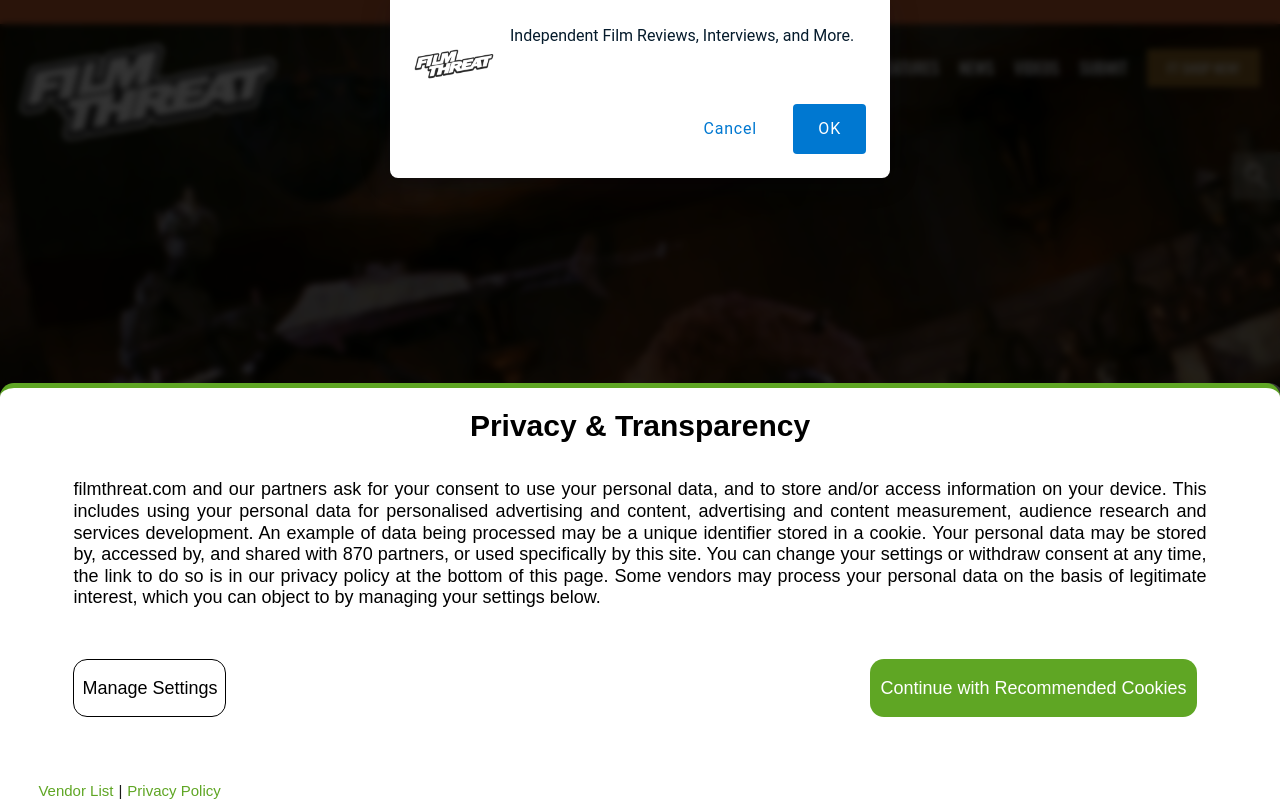 Independent Film Reviews, Interviews, and More.
FILM
THREAT
Cancel
OK
FILM
THREAT
NEWS
VIDEOS
SUBMIT
Privacy & Transparency
filmthreat.com and our partners ask for your consent to use your personal data, and to store and/or access information on your device. This
includes using your personal data for personalised advertising and content, advertising and content measurement, audience research and
services development. An example of data being processed may be a unique identifier stored in a cookie. Your personal data may be stored
by, accessed by, and shared with 870 partners, or used specifically by this site. You can change your settings or withdraw consent at any time,
the link to do so is in our privacy policy at the bottom of this page. Some vendors may process your personal data on the basis of legitimate
interest, which you can object to by managing your settings below.
Manage Settings
Continue with Recommended Cookies
Vendor List | Privacy Policy